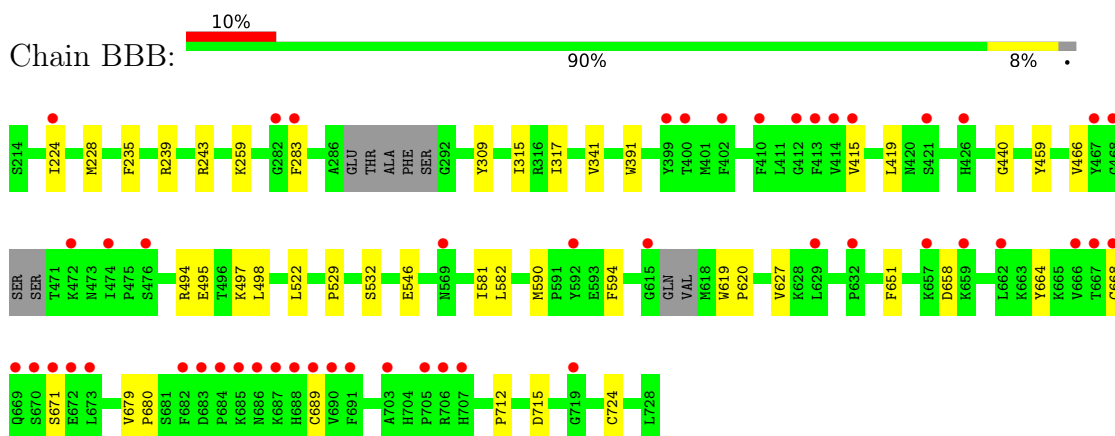 10%
Chain BBB:
90%
8%
•
S214 I224 M228 F235 R239 R243 K259 G282 F283 A286 GLU THR ALA PHE SER G292 Y309 I315 R316 I317 V341 W391 Y399 T400 M401 F402 F410 L411 G412 F413 V414 V415 L419 N420 S421 H426 G440 Y459 V466 Y467 G468
SER SER T471 K472 N473 I474 P475 S476 R494 E495 T496 K497 L498 L522 P529 S532 E546 N569 I581 L582 M590 P591 Y592 E593 F594 G615 GLN VAL M618 W619 P620 V627 K628 L629 P632 F651 K657 D658 K659 L662 K663 Y664 K665 V666 T667 G668
Q669 S670 S671 E672 L673 V679 P680 S681 F682 D683 P684 K685 N686 K687 H688 C689 V690 F691 A703 H704 P705 R706 H707 P712 D715 G719 C724 L728